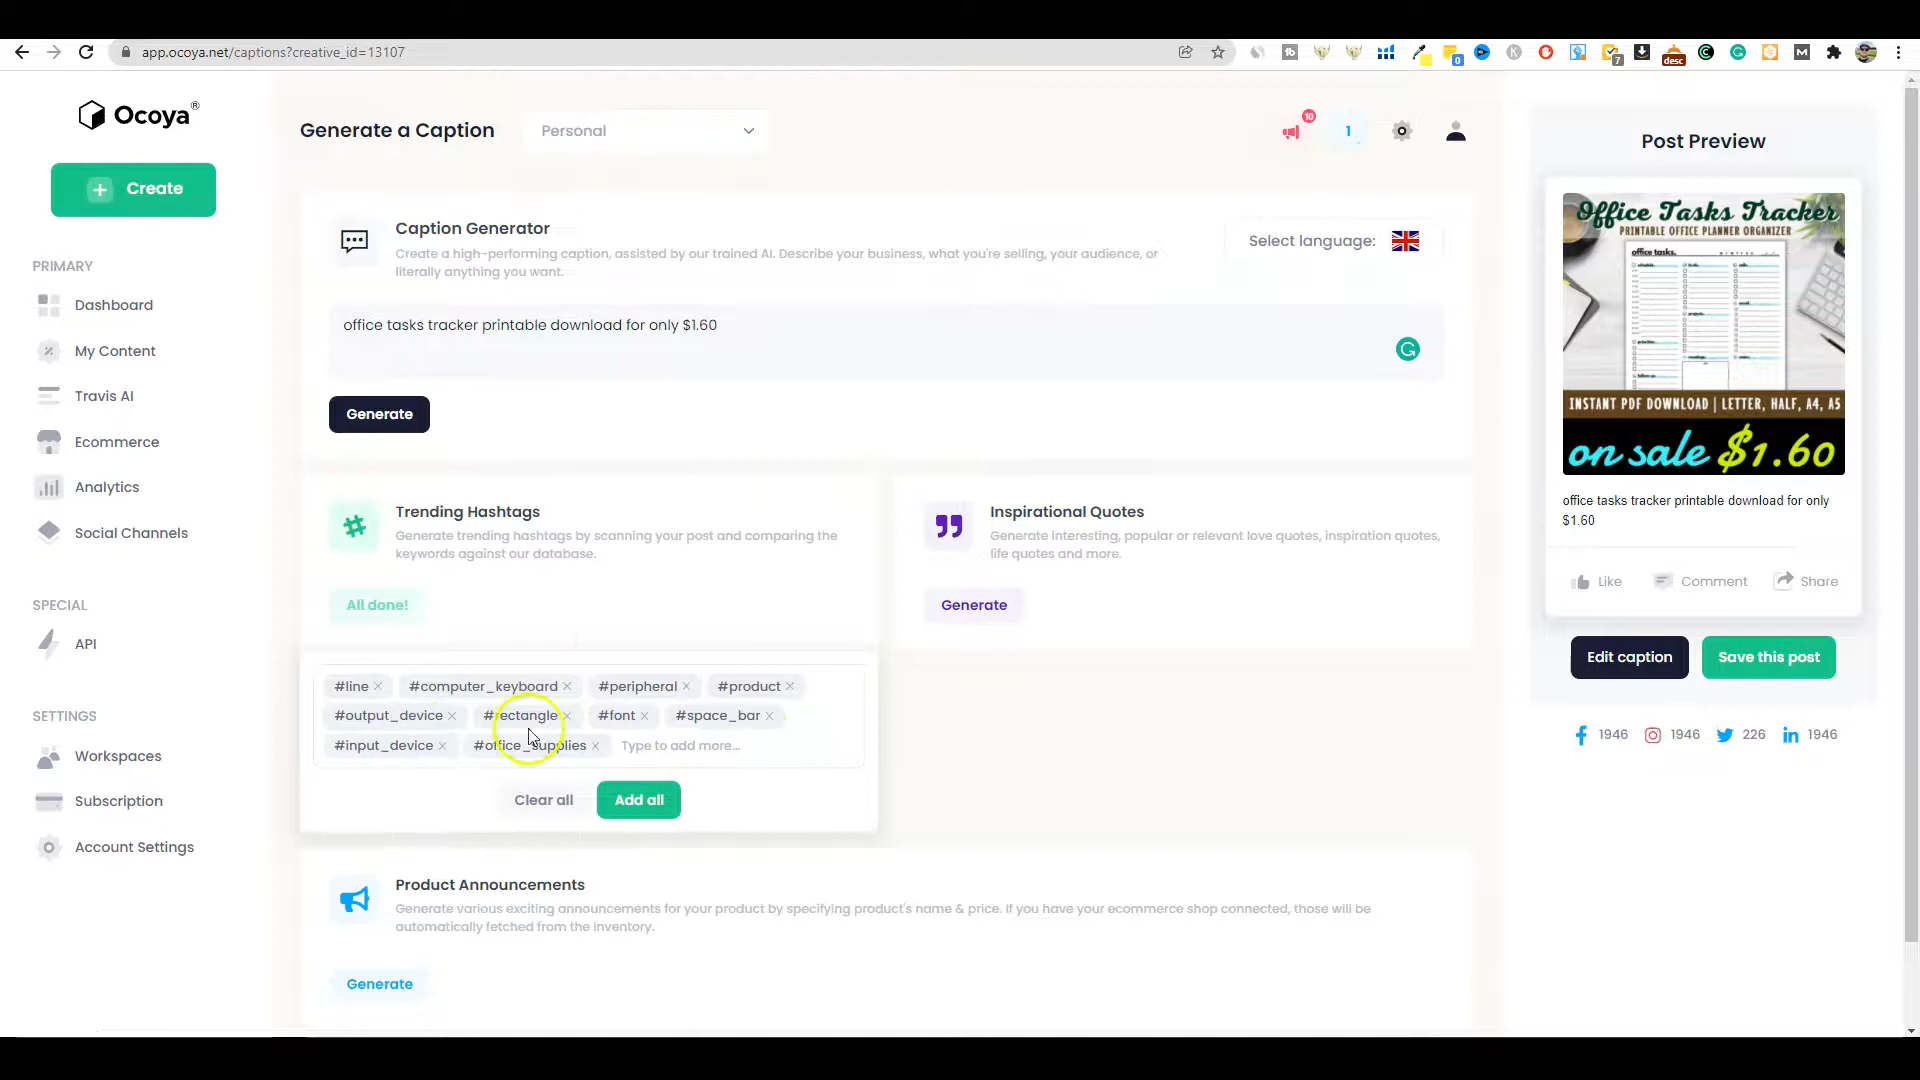 app.ocoya.net/captions?creative_id=13107
0
7
desc
Ocoya®
Create
PRIMARY
Dashboard
My Content
Travis AI
Ecommerce
Analytics
Social Channels
SPECIAL
API
SETTINGS
Workspaces
Subscription
Account Settings
Generate a Caption
Personal
10
1
Caption Generator
Create a high-performing caption, assisted by our trained AI. Describe your business, what you're selling, your audience, or
literally anything you want.
Select language:
office tasks tracker printable download for only $1.60
Generate
Trending Hashtags
Generate trending hashtags by scanning your post and comparing the
keywords against our database.
All done!
#line
#computer_keyboard
#peripheral
#product
#output_device
#rectangle
#font
#space_bar
#input_device
#office_supplies
Type to add more...
Clear all
Add all
Inspirational Quotes
Generate interesting, popular or relevant love quotes, inspiration quotes,
life quotes and more.
Generate
Product Announcements
Generate various exciting announcements for your product by specifying product's name & price. If you have your ecommerce shop connected, those will be
automatically fetched from the inventory.
Generate
Post Preview
Office Tasks Tracker
PRINTABLE OFFICE PLANNER ORGANIZER
office tasks.
INSTANT PDF DOWNLOAD | LETTER, HALF, A4, A5
on sale $1.60
office tasks tracker printable download for only
$1.60
Like
Comment
Share
Edit caption
Save this post
1946
1946
226
1946